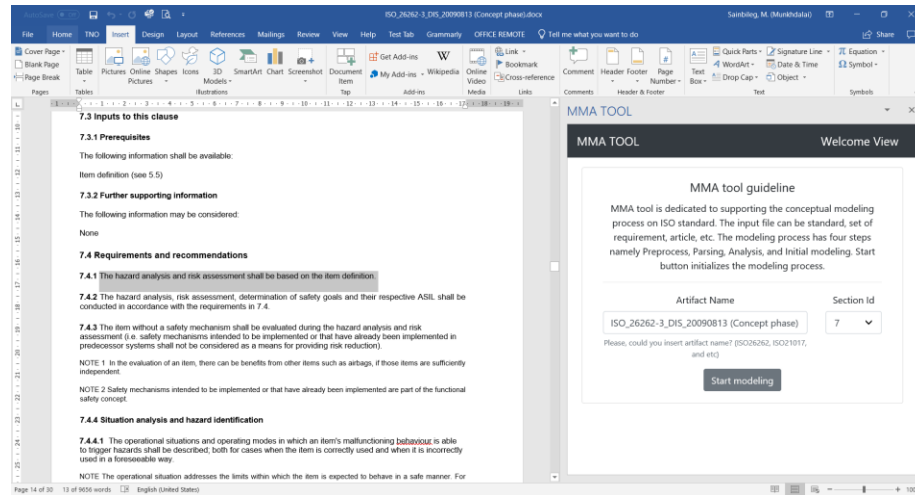 ISO_26262-3_DIS_20090813 (Concept phase).docx
Sainbileg, M. (Munkhdalai)
File Home TNO Insert Design Layout References Mailings Review View Help Test Tab Grammarly OFFICE REMOTE Tell me what you want to do Share
Cover Page
Blank Page
Page Break
Table
Pictures
Online Pictures
Shapes
Icons
3D Models
SmartArt
Chart
Screenshot
Document Item
Get Add-ins
My Add-ins
Wikipedia
Online Video
Link
Bookmark
Cross-reference
Comment
Header
Footer
Page Number
Text Box
Quick Parts
WordArt
Drop Cap
Signature Line
Date & Time
Object
Equation
Symbol
Pages Tables Illustrations Tap Add-ins Media Links Comments Header & Footer Text Symbols
7.3 Inputs to this clause
7.3.1 Prerequisites
The following information shall be available:
Item definition (see 5.5)
7.3.2 Further supporting information
The following information may be considered:
None
7.4 Requirements and recommendations
7.4.1 The hazard analysis and risk assessment shall be based on the item definition.
7.4.2 The hazard analysis, risk assessment, determination of safety goals and their respective ASIL shall be
conducted in accordance with the requirements in 7.4.
7.4.3 The item without a safety mechanism shall be evaluated during the hazard analysis and risk
assessment (i.e. safety mechanisms intended to be implemented or that have already been implemented in
predecessor systems shall not be considered as a means for providing risk reduction).
NOTE 1 In the evaluation of an item, there can be benefits from other items such as airbags, if those items are sufficiently
independent.
NOTE 2 Safety mechanisms intended to be implemented or that have already been implemented are part of the functional
safety concept.
7.4.4 Situation analysis and hazard identification
7.4.4.1 The operational situations and operating modes in which an item's malfunctioning behaviour is able
to trigger hazards shall be described; both for cases when the item is correctly used and when it is incorrectly
used in a foreseeable way.
NOTE The operational situation addresses the limits within which the item is expected to behave in a safe manner. For
MMA TOOL
MMA TOOL Welcome View
MMA tool guideline
MMA tool is dedicated to supporting the conceptual modeling
process on ISO standard. The input file can be standard, set of
requirement, article, etc. The modeling process has four steps
namely Preprocess, Parsing, Analysis, and Initial modeling. Start
button initializes the modeling process.
Artifact Name Section Id
ISO_26262-3_DIS_20090813 (Concept phase) 7
Please, could you insert artifact name? (ISO26262, ISO21017,
and etc)
Start modeling
Page 14 of 30 13 of 9656 words English (United States)